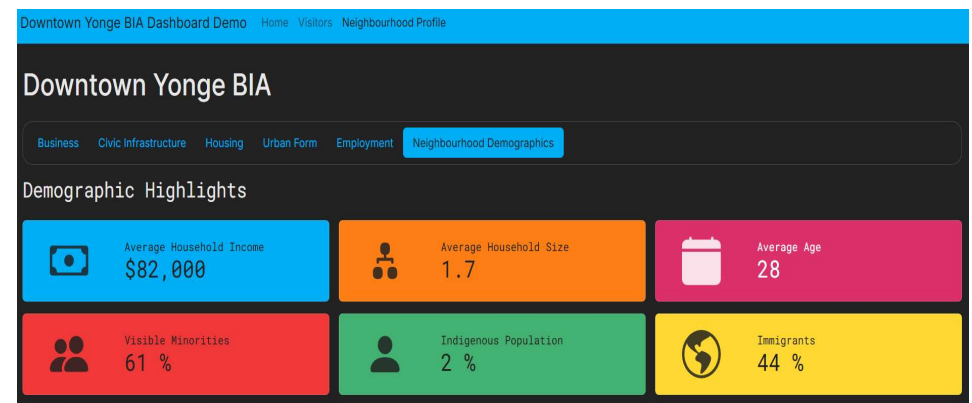 Downtown Yonge BIA Dashboard Demo Home Visitors Neighbourhood Profile
Downtown Yonge BIA
Business Civic Infrastructure Housing Urban Form Employment Neighbourhood Demographics
Demographic Highlights
Average Household Income
$82,000
Average Household Size
1.7
Average Age
28
Visible Minorities
61 %
Indigenous Population
2 %
Immigrants
44 %